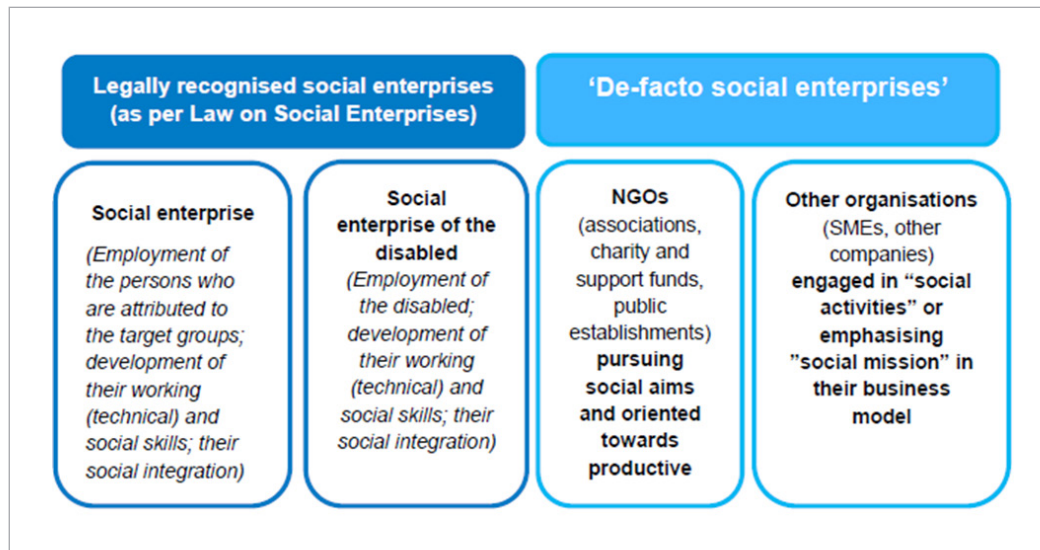 Legally recognised social enterprises
(as per Law on Social Enterprises)
‘De-facto social enterprises’
Social enterprise
(Employment of
the persons who
are attributed to
the target groups;
development of
their working
(technical) and
social skills; their
social integration)
Social
enterprise of the
disabled
(Employment of
the disabled;
development of
their working
(technical) and
social skills; their
social integration)
NGOs
(associations,
charity and
support funds,
public
establishments)
pursuing
social aims
and oriented
towards
productive
Other organisations
(SMEs, other
companies)
engaged in “social
activities” or
emphasising
”social mission” in
their business
model